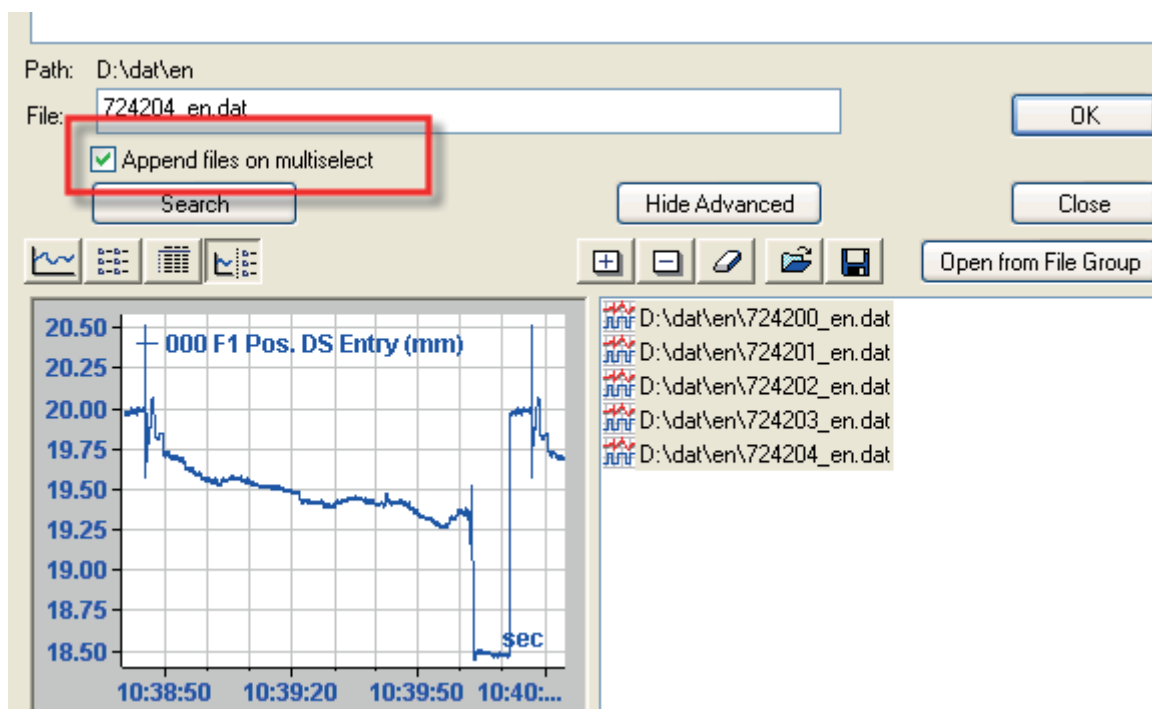 Path: D:\dat\en
File: 724204_en.dat
OK
Append files on multiselect
Search
Hide Advanced
Close
Open from File Group
20.50
000 F1 Pos. DS Entry (mm)
20.25
20.00
19.75
19.50
19.25
19.00
18.75
18.50
sec
10:38:50 10:39:20 10:39:50 10:40:...
D:\dat\en\724200_en.dat
D:\dat\en\724201_en.dat
D:\dat\en\724202_en.dat
D:\dat\en\724203_en.dat
D:\dat\en\724204_en.dat